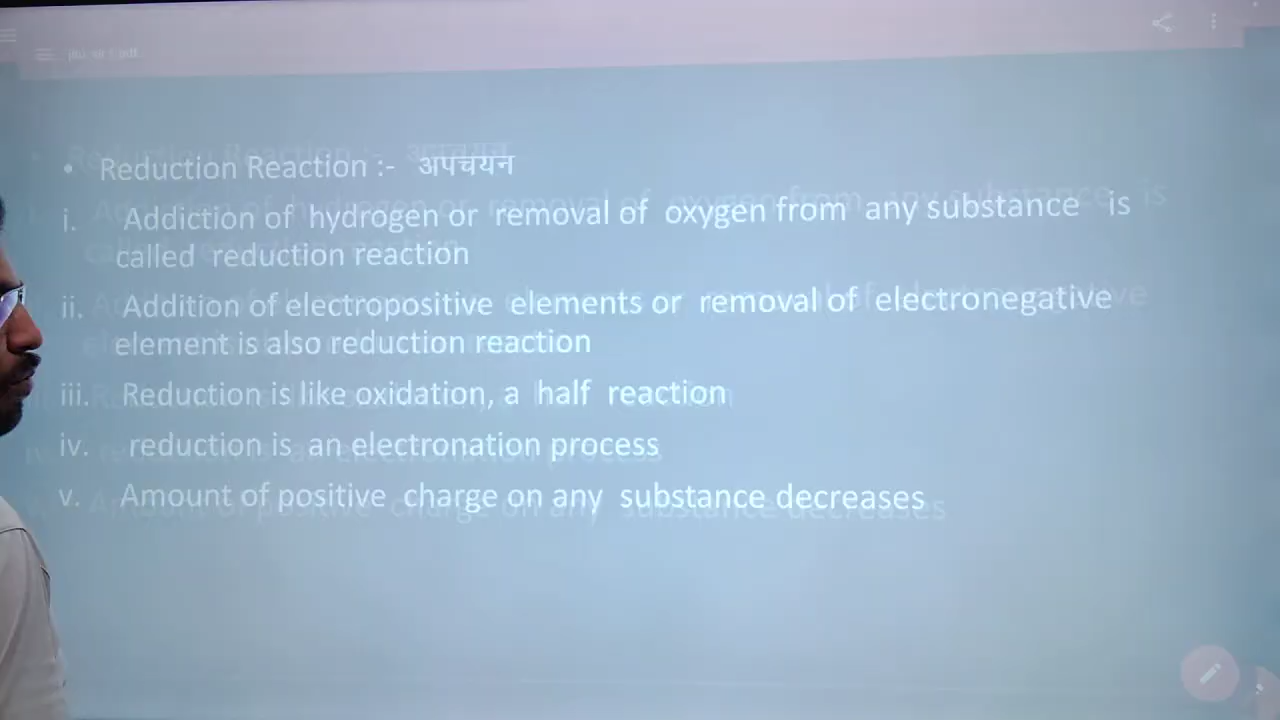 • Reduction Reaction :- अपचयन
i. Addiction of hydrogen or removal of oxygen from any substance is
called reduction reaction
ii. Addition of electropositive elements or removal of electronegative
element is also reduction reaction
iii. Reduction is like oxidation, a half reaction
iv. reduction is an electronation process
v. Amount of positive charge on any substance decreases